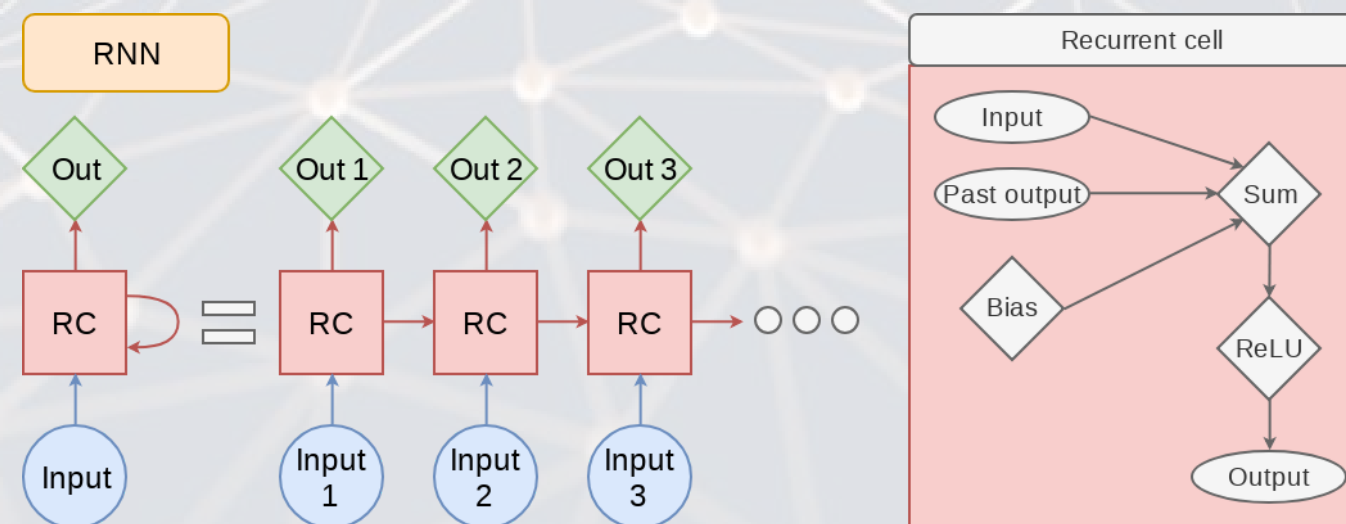 RNN
Out
Out 1
Out 2
Out 3
RC
RC
RC
RC
Input
Input
1
Input
2
Input
3
Recurrent cell
Input
Past output
Sum
Bias
ReLU
Output